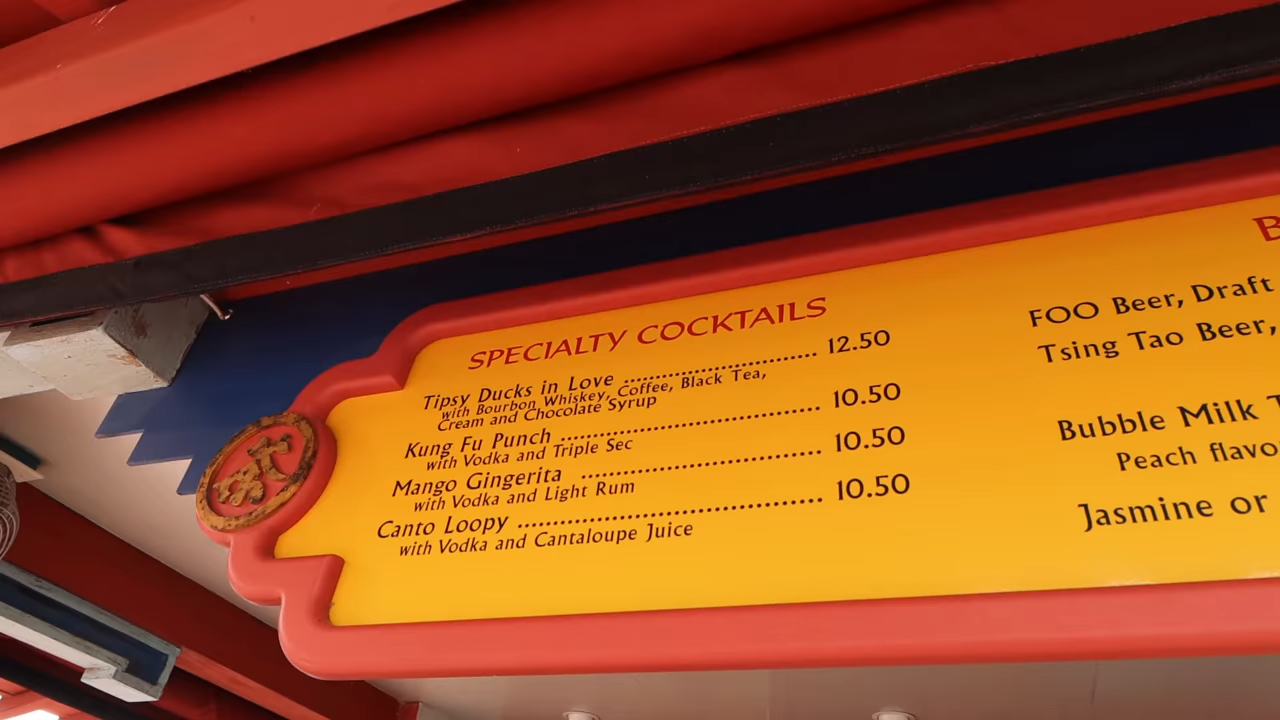 SPECIALTY COCKTAILS
Tipsy Ducks in Love ........................ 12.50
with Bourbon Whiskey, Coffee, Black Tea,
Cream and Chocolate Syrup
Kung Fu Punch ................................ 10.50
with Vodka and Triple Sec
Mango Gingerita .............................. 10.50
with Vodka and Light Rum
Canto Loopy ..................................... 10.50
with Vodka and Cantaloupe Juice
FOO Beer, Draft
Tsing Tao Beer,
Bubble Milk T
Peach flavo
Jasmine or